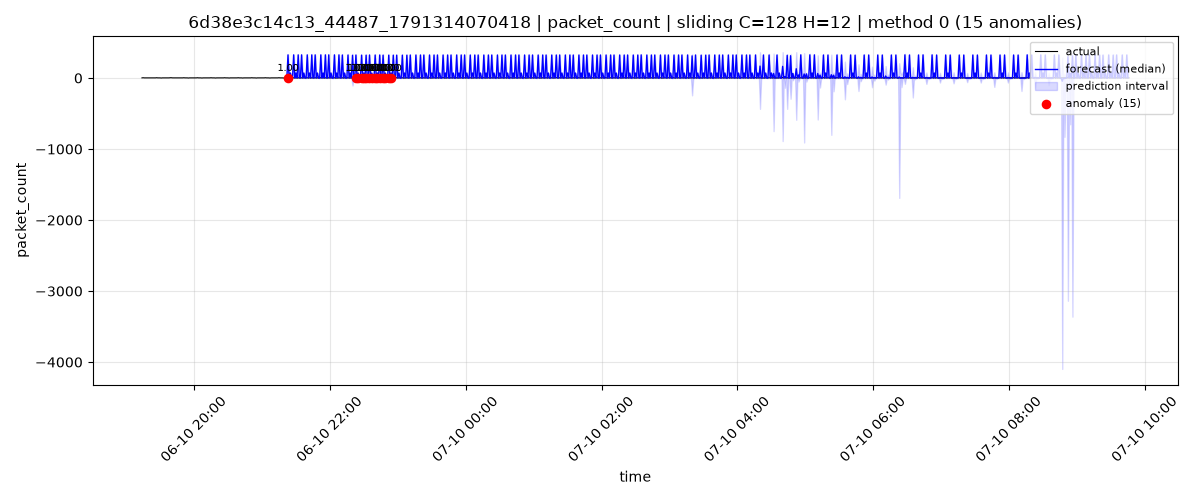 6d38e3c14c13_44487_1791314070418 | packet_count | sliding C=128 H=12 | method 0 (15 anomalies)
actual
forecast (median)
prediction interval
anomaly (15)
1.00
packet_count
0
−1000
−2000
−3000
−4000
06-10 20:00
06-10 22:00
07-10 00:00
07-10 02:00
07-10 04:00
07-10 06:00
07-10 08:00
07-10 10:00
time